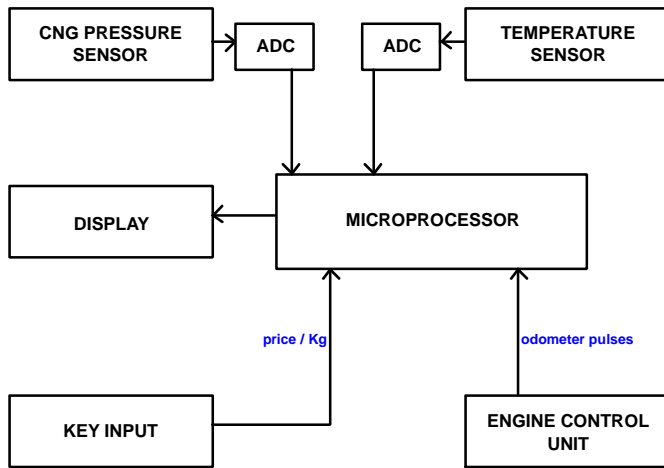 CNG PRESSURE
SENSOR
ADC
ADC
TEMPERATURE
SENSOR
DISPLAY
MICROPROCESSOR
price / Kg
odometer pulses
KEY INPUT
ENGINE CONTROL
UNIT